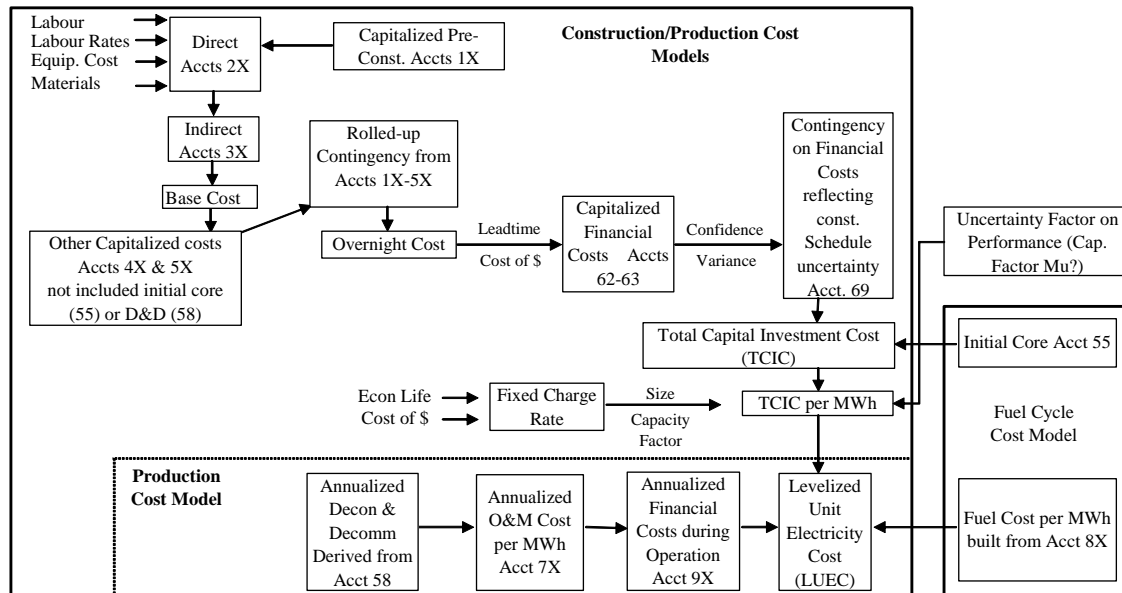 Labour
Labour Rates
Equip. Cost
Materials
Direct
Accts 2X
Capitalized Pre-
Const. Accts 1X
Construction/Production Cost
Models
Indirect
Accts 3X
Base Cost
Other Capitalized costs
Accts 4X & 5X
not included initial core
(55) or D&D (58)
Rolled-up
Contingency from
Accts 1X-5X
Overnight Cost
Leadtime
Cost of $
Capitalized
Financial
Costs Accts
62-63
Confidence
Variance
Contingency
on Financial
Costs
reflecting
const.
Schedule
uncertainty
Acct. 69
Uncertainty Factor on
Performance (Cap.
Factor Mu?)
Total Capital Investment Cost
(TCIC)
Initial Core Acct 55
Econ Life
Cost of $
Fixed Charge
Rate
Size
Capacity
Factor
TCIC per MWh
Fuel Cycle
Cost Model
Production
Cost Model
Annualized
Decon &
Decomm
Derived from
Acct 58
Annualized
O&M Cost
per MWh
Acct 7X
Annualized
Financial
Costs during
Operation
Acct 9X
Levelized
Unit
Electricity
Cost
(LUEC)
Fuel Cost per MWh
built from Acct 8X